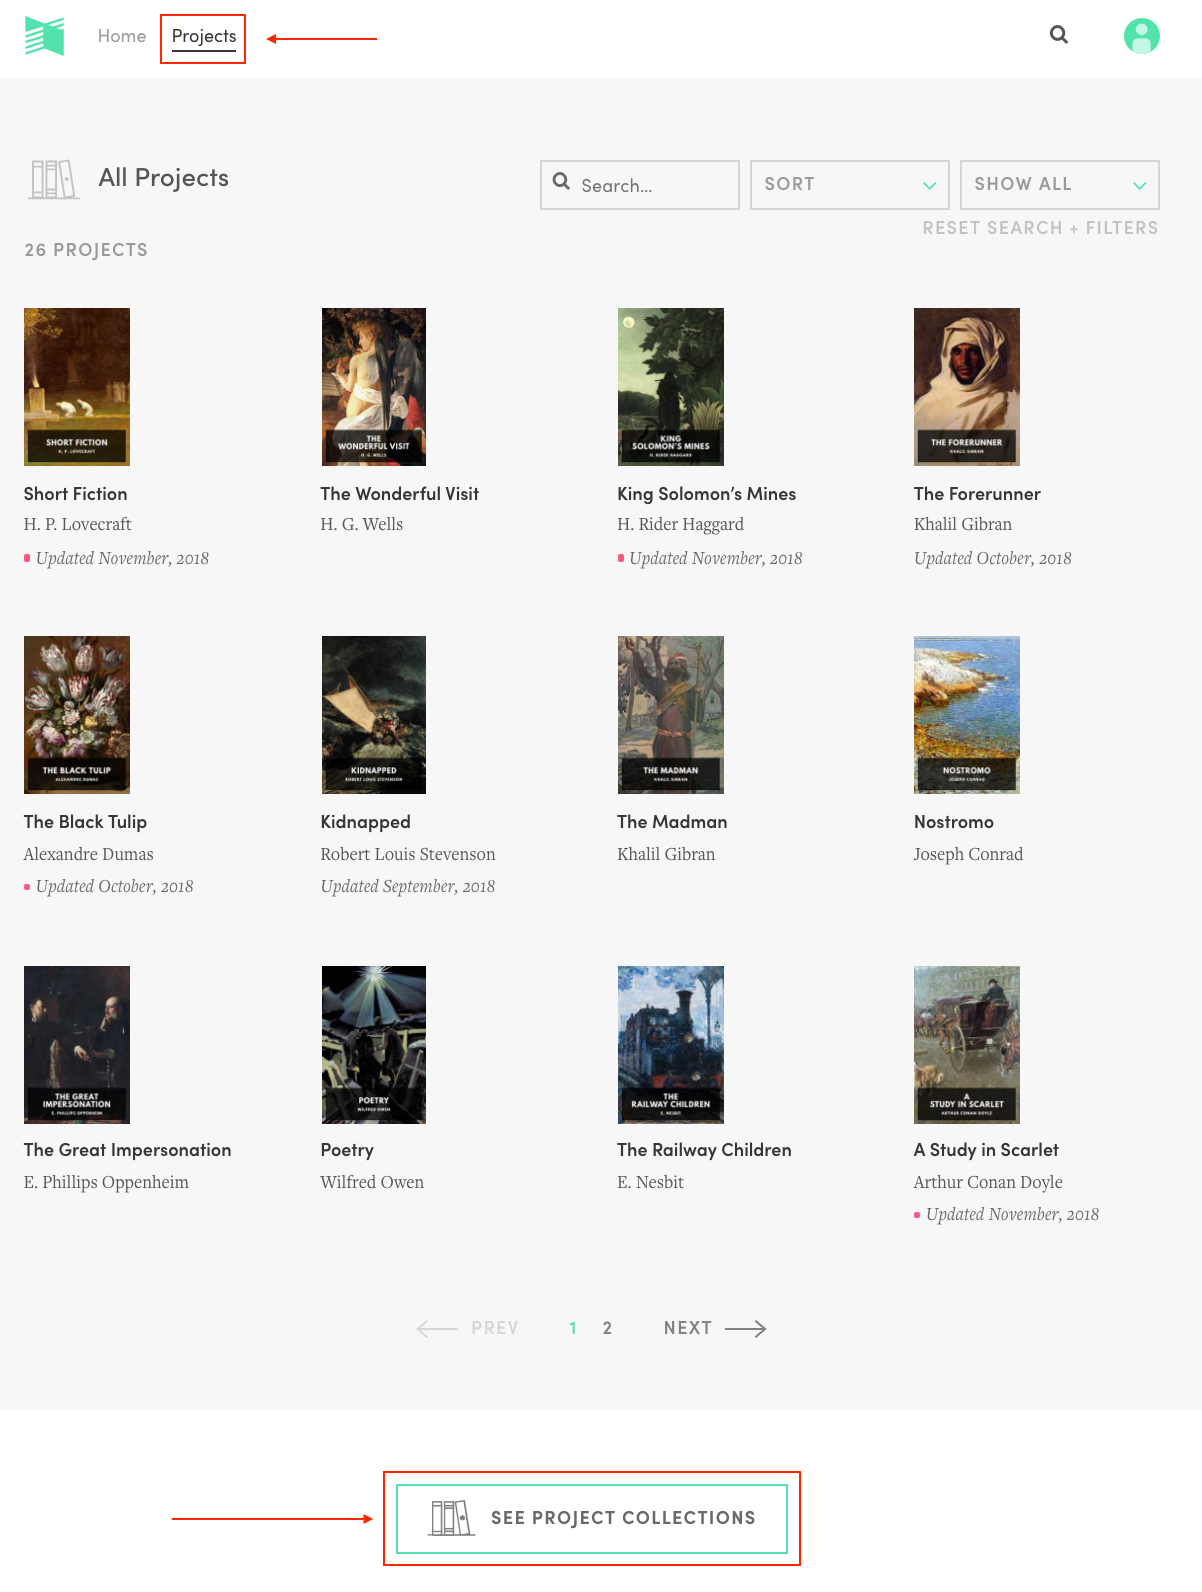 Home Projects
All Projects
Search...
SORT
SHOW ALL
RESET SEARCH + FILTERS
26 PROJECTS
SHORT FICTION
H. P. LOVECRAFT
THE
WONDERFUL VISIT
H. G. WELLS
KING
SOLOMON'S MINES
H. RIDER HAGGARD
THE FORERUNNER
KHALIL GIBRAN
Short Fiction
H. P. Lovecraft
Updated November, 2018
The Wonderful Visit
H. G. Wells
King Solomon’s Mines
H. Rider Haggard
Updated November, 2018
The Forerunner
Khalil Gibran
Updated October, 2018
THE BLACK TULIP
ALEXANDRE DUMAS
KIDNAPPED
ROBERT LOUIS STEVENSON
THE MADMAN
KHALIL GIBRAN
NOSTROMO
JOSEPH CONRAD
The Black Tulip
Alexandre Dumas
Updated October, 2018
Kidnapped
Robert Louis Stevenson
Updated September, 2018
The Madman
Khalil Gibran
Nostromo
Joseph Conrad
THE GREAT
IMPERSONATION
E. PHILLIPS OPPENHEIM
POETRY
WILFRED OWEN
THE
RAILWAY CHILDREN
E. NESBIT
A
STUDY IN SCARLET
ARTHUR CONAN DOYLE
The Great Impersonation
E. Phillips Oppenheim
Poetry
Wilfred Owen
The Railway Children
E. Nesbit
A Study in Scarlet
Arthur Conan Doyle
Updated November, 2018
PREV 1 2 NEXT
SEE PROJECT COLLECTIONS